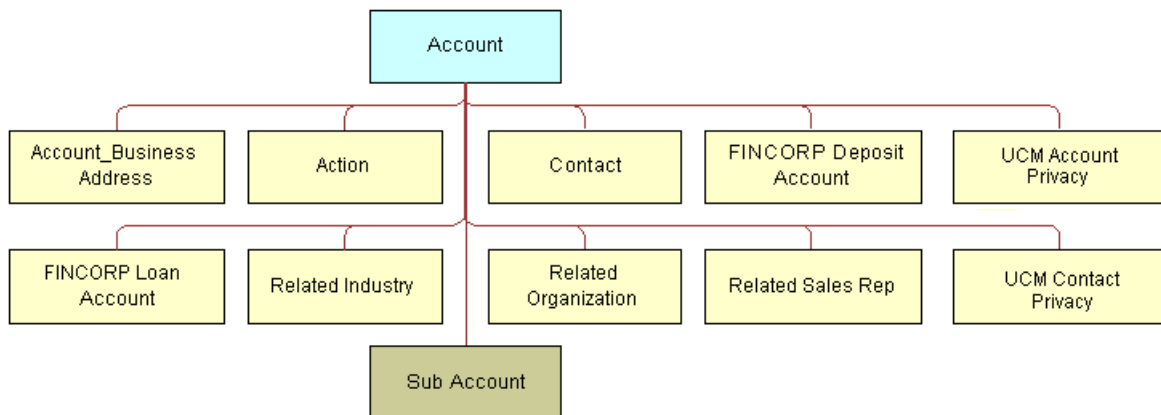 Account
Account_Business
Address
Action
Contact
FINCORP Deposit
Account
UCM Account
Privacy
FINCORP Loan
Account
Related Industry
Related
Organization
Related Sales Rep
UCM Contact
Privacy
Sub Account